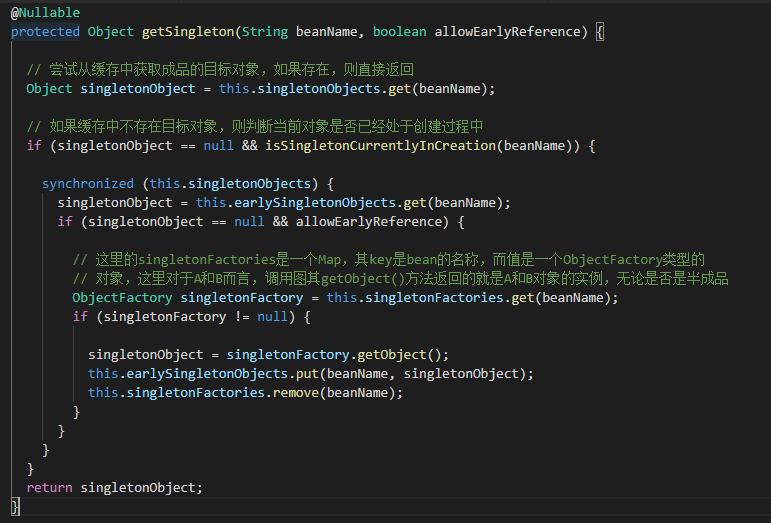 @Nullable
protected Object getSingleton(String beanName, boolean allowEarlyReference) {
// 尝试从缓存中获取成品的目标对象，如果存在，则直接返回
Object singletonObject = this.singletonObjects.get(beanName);
// 如果缓存中不存在目标对象，则判断当前对象是否已经处于创建过程中
if (singletonObject == null && isSingletonCurrentlyInCreation(beanName)) {
synchronized (this.singletonObjects) {
singletonObject = this.earlySingletonObjects.get(beanName);
if (singletonObject == null && allowEarlyReference) {
// 这里的singletonFactories是一个Map，其key是bean的名称，而值是一个ObjectFactory类型的
// 对象，这里对于A和B而言，调用图其getObject()方法返回的就是A和B对象的实例，无论是否是半成品
ObjectFactory singletonFactory = this.singletonFactories.get(beanName);
if (singletonFactory != null) {
singletonObject = singletonFactory.getObject();
this.earlySingletonObjects.put(beanName, singletonObject);
this.singletonFactories.remove(beanName);
}
}
}
}
return singletonObject;
}